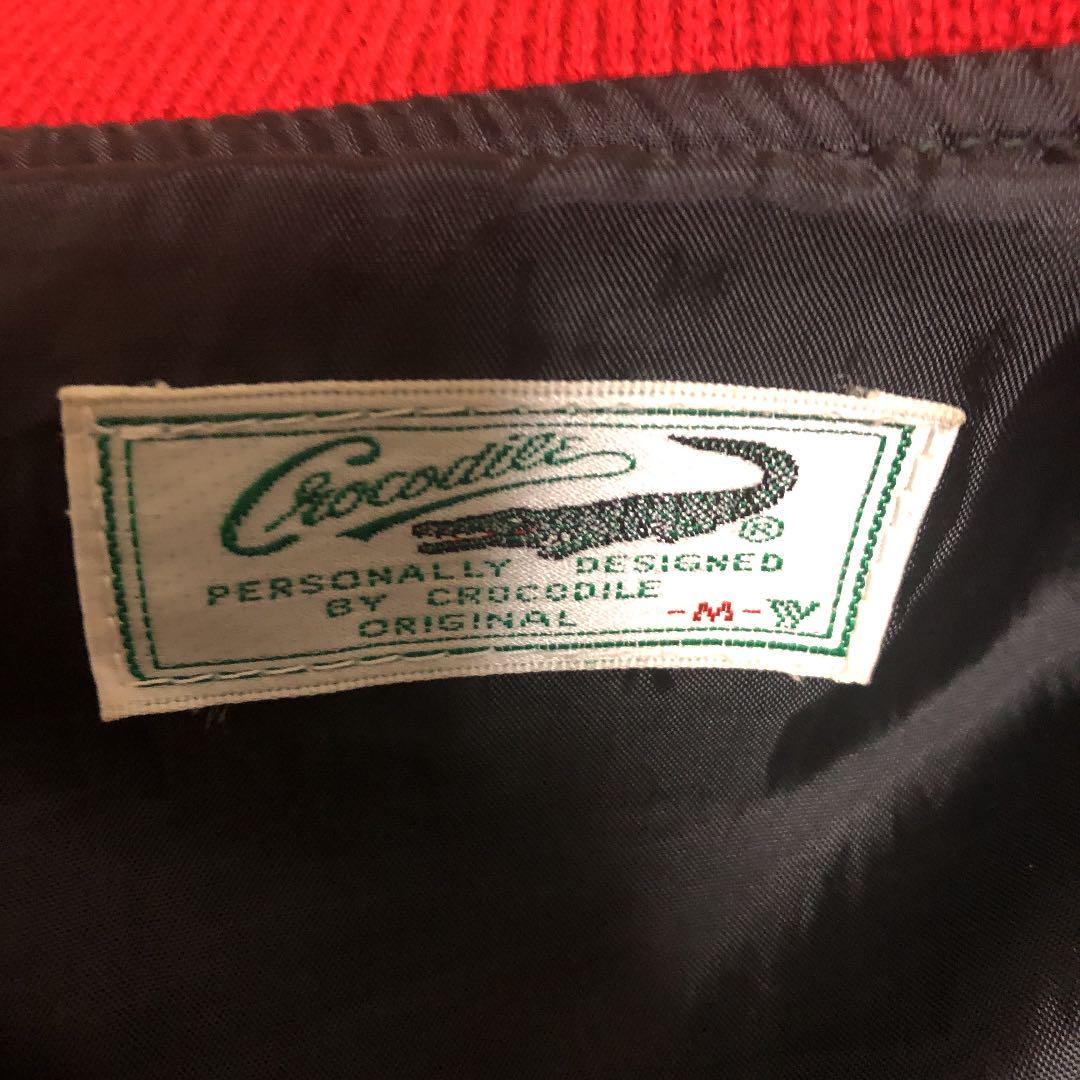 Crocodile
®
PERSONALLY DESIGNED
BY CROCODILE
ORIGINAL -M-